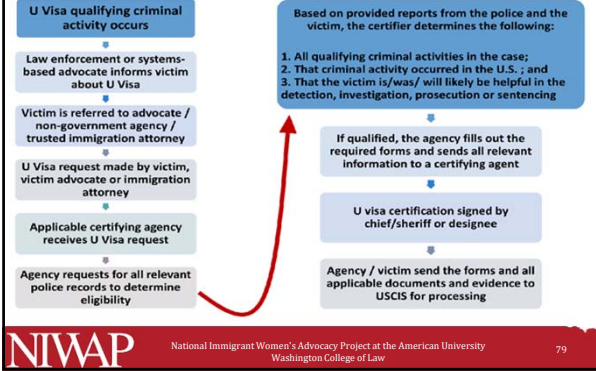 U Visa qualifying criminal
activity occurs
Law enforcement or systems-
based advocate informs victim
about U Visa
Victim is referred to advocate /
non-government agency /
trusted immigration attorney
U Visa request made by victim,
victim advocate or immigration
attorney
Applicable certifying agency
receives U Visa request
Agency requests for all relevant
police records to determine
eligibility
Based on provided reports from the police and the
victim, the certifier determines the following:
1. All qualifying criminal activities in the case;
2. That criminal activity occurred in the U.S. ; and
3. That the victim is/was/ will likely be helpful in the
detection, investigation, prosecution or sentencing
If qualified, the agency fills out the
required forms and sends all relevant
information to a certifying agent
U visa certification signed by
chief/sheriff or designee
Agency / victim send the forms and all
applicable documents and evidence to
USCIS for processing
NIWAP
National Immigrant Women's Advocacy Project at the American University
Washington College of Law
79